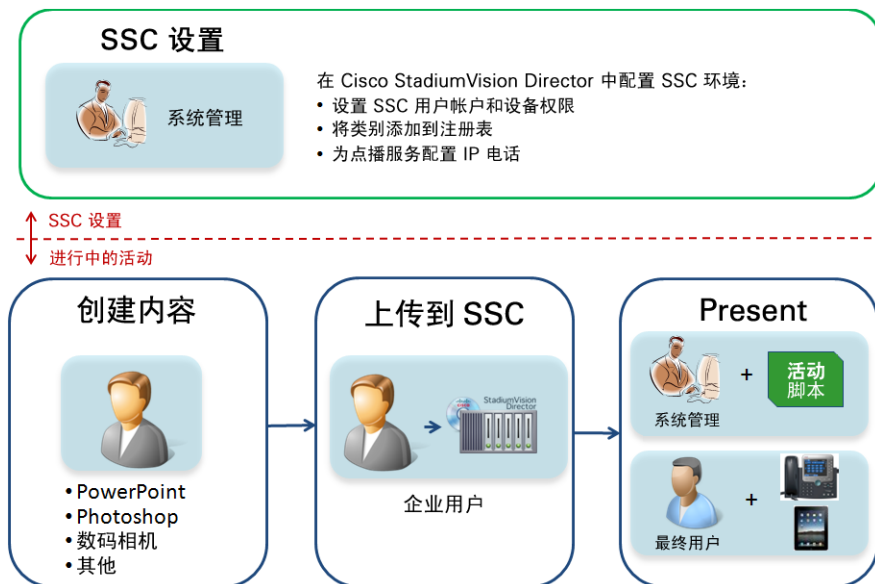 SSC 设置
系统管理
在 Cisco StadiumVision Director 中配置 SSC 环境：
• 设置 SSC 用户帐户和设备权限
• 将类别添加到注册表
• 为点播服务配置 IP 电话
SSC 设置
进行中的活动
创建内容
• PowerPoint
• Photoshop
• 数码相机
• 其他
上传到 SSC
StadiumVision
Director
企业用户
Present
+
活动
脚本
系统管理
+
最终用户